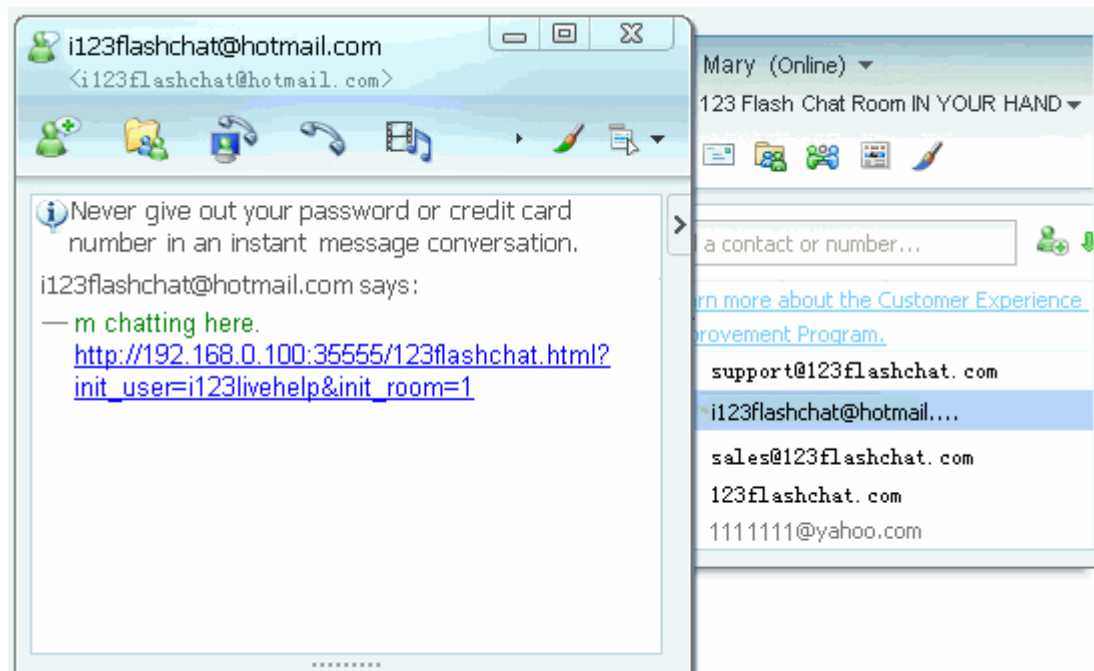 i123flashchat@hotmail.com
<i123flashchat@hotmail.com>
Never give out your password or credit card
number in an instant message conversation.
i123flashchat@hotmail.com says:
— m chatting here.
http://192.168.0.100:35555/123flashchat.html?
init_user=i123livehelp&init_room=1
Mary (Online)
123 Flash Chat Room IN YOUR HAND
a contact or number...
more about the Customer Experience
Program.
support@123flashchat.com
i123flashchat@hotmail....
sales@123flashchat.com
123flashchat.com
1111111@yahoo.com